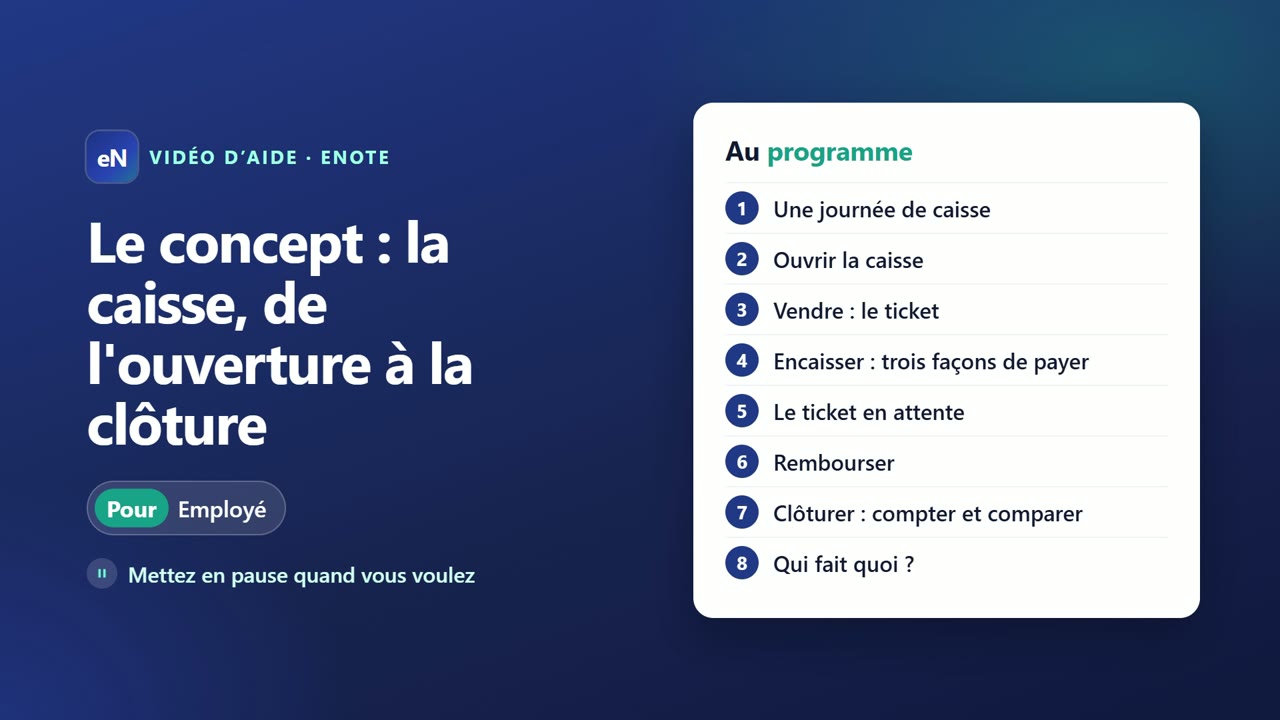 eN
VIDÉO D’AIDE · ENOTE
Le concept : la
caisse, de
l'ouverture à la
clôture
Pour Employé
Mettez en pause quand vous voulez
Au programme
1 Une journée de caisse
2 Ouvrir la caisse
3 Vendre : le ticket
4 Encaisser : trois façons de payer
5 Le ticket en attente
6 Rembourser
7 Clôturer : compter et comparer
8 Qui fait quoi ?